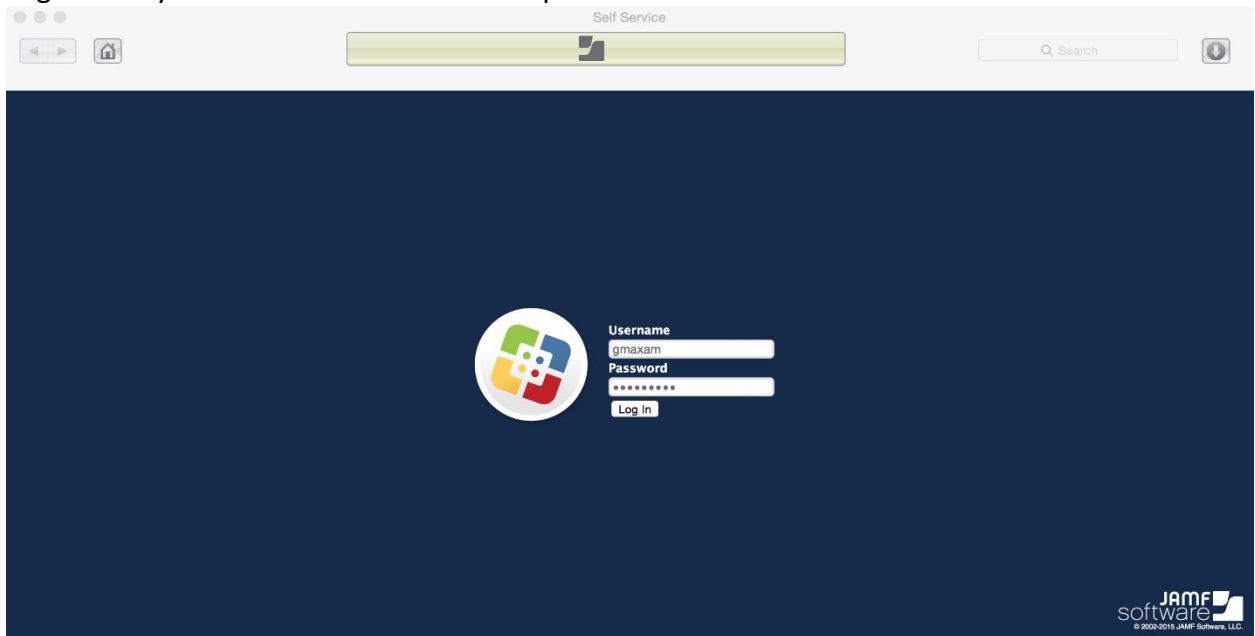 Self Service
Search
Username
gmaxam
Password
•••••••••
Log In
JAMF
software
© 2002-2015 JAMF Software, LLC.